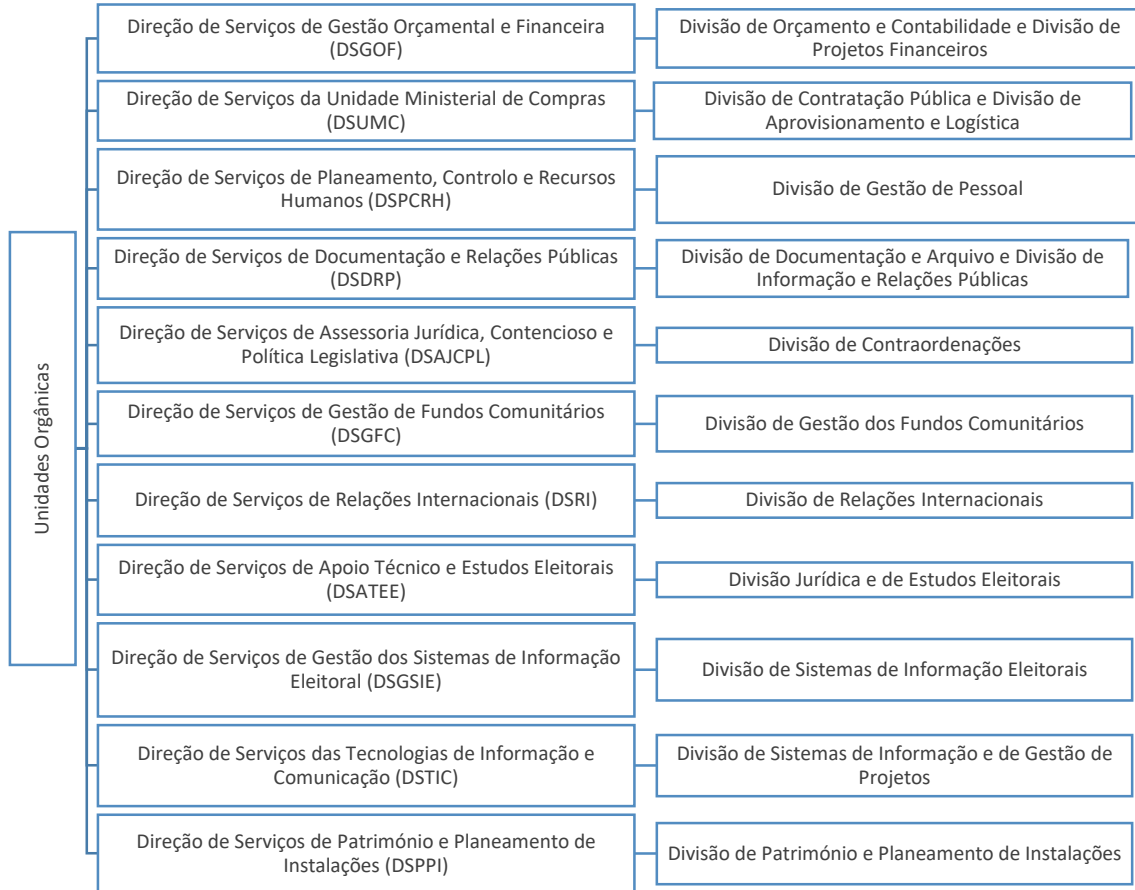 Unidades Orgânicas
Direção de Serviços de Gestão Orçamental e Financeira
(DSGOF)
Divisão de Orçamento e Contabilidade e Divisão de
Projetos Financeiros
Direção de Serviços da Unidade Ministerial de Compras
(DSUMC)
Divisão de Contratação Pública e Divisão de
Aprovisionamento e Logística
Direção de Serviços de Planeamento, Controlo e Recursos
Humanos (DSPCRH)
Divisão de Gestão de Pessoal
Direção de Serviços de Documentação e Relações Públicas
(DSDRP)
Divisão de Documentação e Arquivo e Divisão de
Informação e Relações Públicas
Direção de Serviços de Assessoria Jurídica, Contencioso e
Política Legislativa (DSAJCPL)
Divisão de Contraordenações
Direção de Serviços de Gestão de Fundos Comunitários
(DSGFC)
Divisão de Gestão dos Fundos Comunitários
Direção de Serviços de Relações Internacionais (DSRI)
Divisão de Relações Internacionais
Direção de Serviços de Apoio Técnico e Estudos Eleitorais
(DSATEE)
Divisão Jurídica e de Estudos Eleitorais
Direção de Serviços de Gestão dos Sistemas de Informação
Eleitoral (DSGSIE)
Divisão de Sistemas de Informação Eleitorais
Direção de Serviços das Tecnologias de Informação e
Comunicação (DSTIC)
Divisão de Sistemas de Informação e de Gestão de
Projetos
Direção de Serviços de Património e Planeamento de
Instalações (DSPPI)
Divisão de Património e Planeamento de Instalações